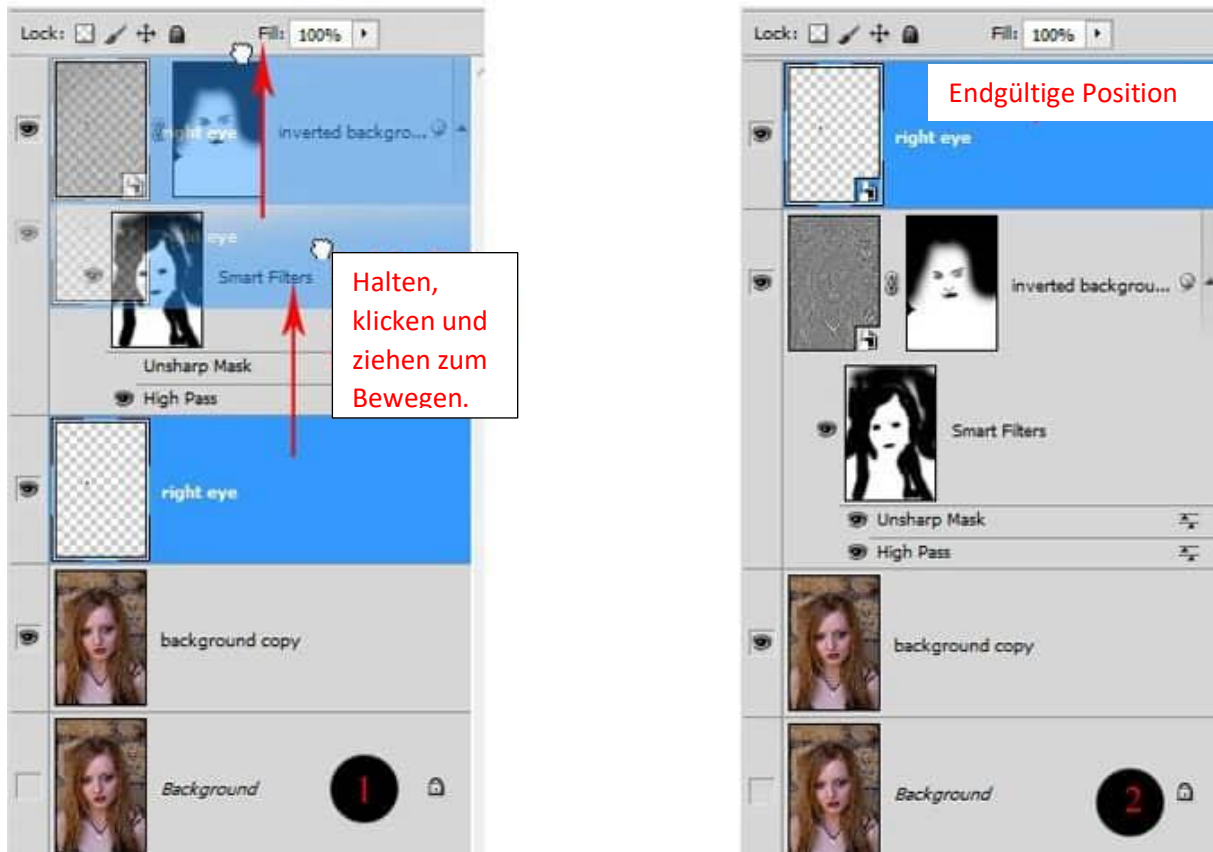 Lock: Fill: 100%
right eye inverted backgro...
right eye
Smart Filters
Halten,
klicken und
ziehen zum
Bewegen.
Unsharp Mask
High Pass
right eye
background copy
Background 1
Lock: Fill: 100%
Endgültige Position
right eye
inverted backgrou...
Smart Filters
Unsharp Mask
High Pass
background copy
Background 2